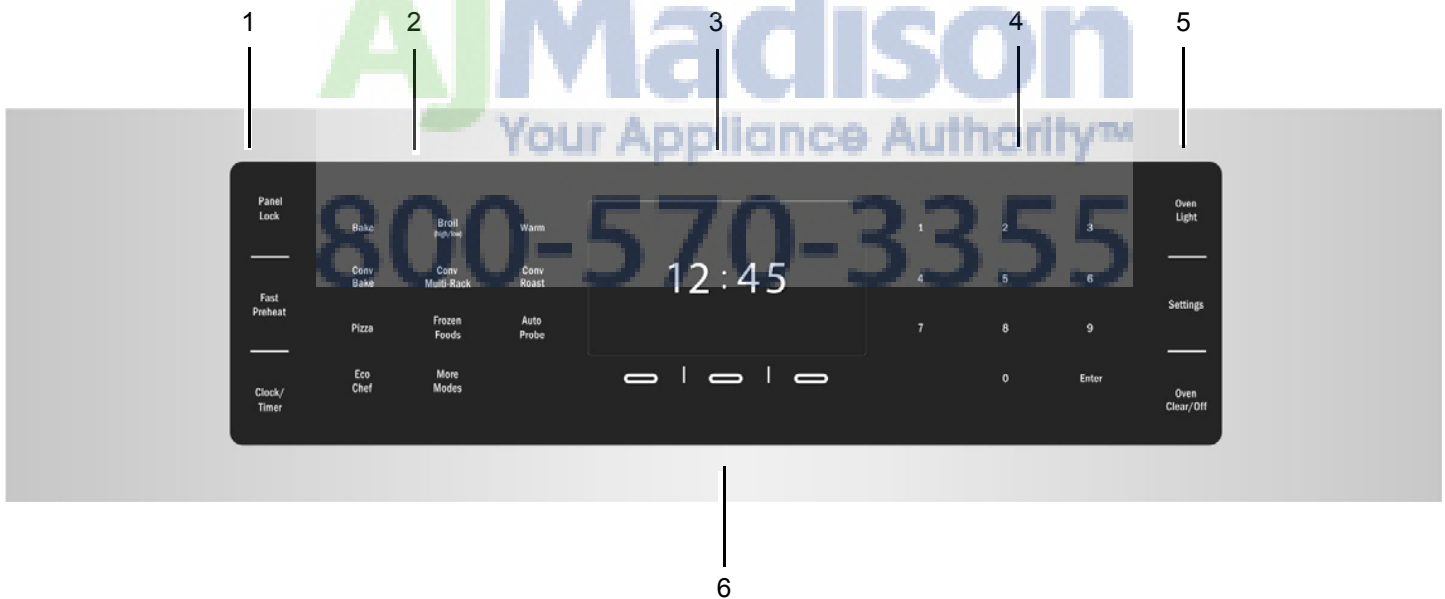 1 2 3 4 5
AJMadison
Your Appliance Authority™
800-570-3355
Panel
Lock
Fast
Preheat
Clock/
Timer
Bake
Broil
(high/low)
Warm
Conv
Bake
Conv
Multi-Rack
Conv
Roast
Pizza
Frozen
Foods
Auto
Probe
Eco
Chef
More
Modes
12:45
1 2 3
4 5 6
7 8 9
0 Enter
Oven
Light
Settings
Oven
Clear/Off
6